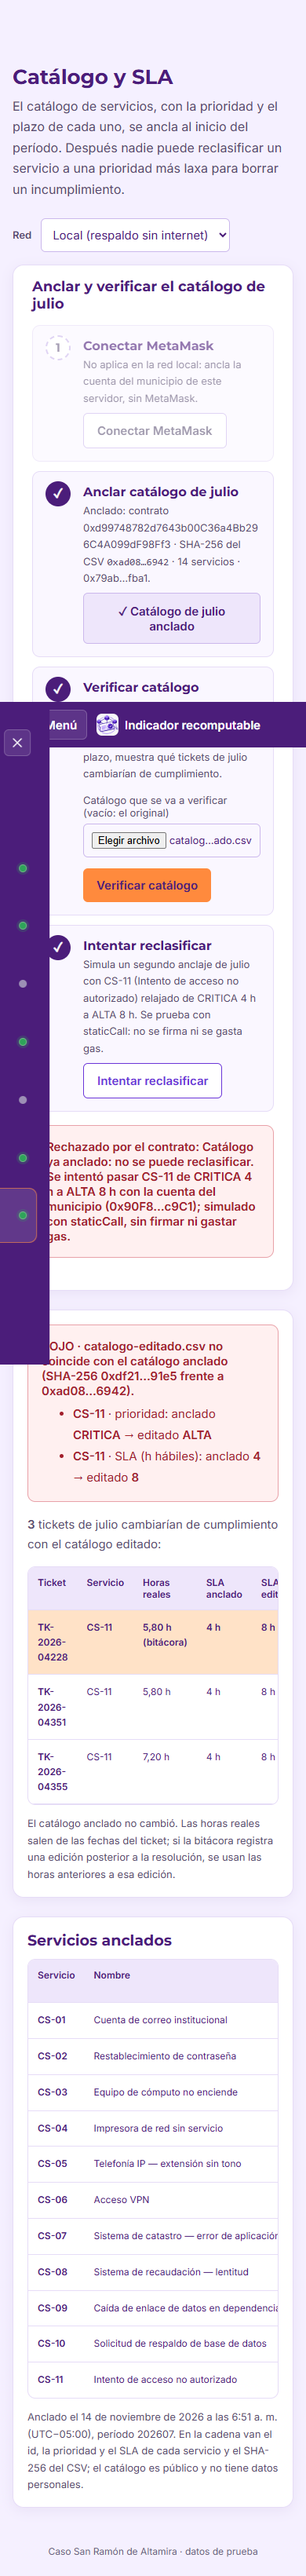 Catálogo y SLA
El catálogo de servicios, con la prioridad y el
plazo de cada uno, se ancla al inicio del
período. Después nadie puede reclasificar un
servicio a una prioridad más laxa para borrar
un incumplimiento.
Red Local (respaldo sin internet)
Anclar y verificar el catálogo de
julio
1 Conectar MetaMask
No aplica en la red local: ancla la
cuenta del municipio de este
servidor, sin MetaMask.
Conectar MetaMask
✓ Anclar catálogo de julio
Anclado: contrato
0xd99748782d7643b00C36a4Bb29
6C4A099dF98Ff3 · SHA-256 del
CSV 0xad08…6942 · 14 servicios ·
0x79ab…fba1.
✓ Catálogo de julio
anclado
✓ Verificar catálogo
Menú Indicador recomputable
×
plazo, muestra qué tickets de julio
cambiarían de cumplimiento.
Catálogo que se va a verificar
(vacío: el original)
Elegir archivo catalog...ado.csv
Verificar catálogo
✓ Intentar reclasificar
Simula un segundo anclaje de julio
con CS-11 (Intento de acceso no
autorizado) relajado de CRITICA 4 h
a ALTA 8 h. Se prueba con
staticCall: no se firma ni se gasta
gas.
Intentar reclasificar
Rechazado por el contrato: Catálogo
ya anclado: no se puede reclasificar.
Se intentó pasar CS-11 de CRITICA 4
h a ALTA 8 h con la cuenta del
municipio (0x90F8…c9C1); simulado
con staticCall, sin firmar ni gastar
gas.
OJO · catalogo-editado.csv no
coincide con el catálogo anclado
(SHA-256 0xdf21…91e5 frente a
0xad08…6942).
• CS-11 · prioridad: anclado
CRITICA → editado ALTA
• CS-11 · SLA (h hábiles): anclado 4
→ editado 8
3 tickets de julio cambiarían de cumplimiento
con el catálogo editado:
Ticket Servicio Horas reales SLA anclado SLA edit
TK-2026-04228 CS-11 5,80 h (bitácora) 4 h 8 h
TK-2026-04351 CS-11 5,80 h 4 h 8 h
TK-2026-04355 CS-11 7,20 h 4 h 8 h
El catálogo anclado no cambió. Las horas reales
salen de las fechas del ticket; si la bitácora registra
una edición posterior a la resolución, se usan las
horas anteriores a esa edición.
Servicios anclados
Servicio Nombre
CS-01 Cuenta de correo institucional
CS-02 Restablecimiento de contraseña
CS-03 Equipo de cómputo no enciende
CS-04 Impresora de red sin servicio
CS-05 Telefonía IP — extensión sin tono
CS-06 Acceso VPN
CS-07 Sistema de catastro — error de aplicación
CS-08 Sistema de recaudación — lentitud
CS-09 Caída de enlace de datos en dependencia
CS-10 Solicitud de respaldo de base de datos
CS-11 Intento de acceso no autorizado
Anclado el 14 de noviembre de 2026 a las 6:51 a. m.
(UTC−05:00), período 202607. En la cadena van el
id, la prioridad y el SLA de cada servicio y el SHA-
256 del CSV; el catálogo es público y no tiene datos
personales.
Caso San Ramón de Altamira · datos de prueba